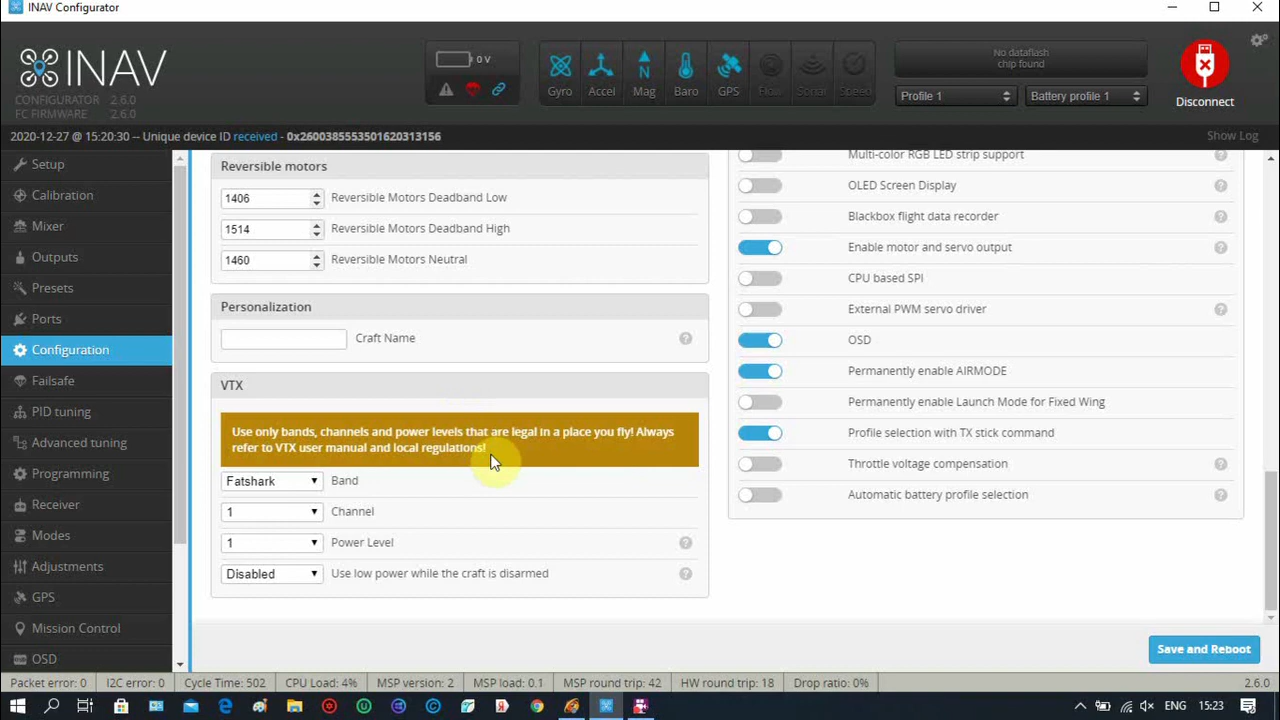 INAV Configurator
INAV
CONFIGURATOR 2.6.0
FC FIRMWARE 2.6.0
0 V
Gyro
Accel
Mag
Baro
GPS
Flow
Sonar
Speed
No dataflash
chip found
Profile 1
Battery profile 1
Disconnect
2020-12-27 @ 15:20:30 -- Unique device ID received - 0x2600385553501620313156
Show Log
Setup
Calibration
Mixer
Outputs
Presets
Ports
Configuration
Failsafe
PID tuning
Advanced tuning
Programming
Receiver
Modes
Adjustments
GPS
Mission Control
OSD
Reversible motors
1406 Reversible Motors Deadband Low
1514 Reversible Motors Deadband High
1460 Reversible Motors Neutral
Personalization
Craft Name
VTX
Use only bands, channels and power levels that are legal in a place you fly! Always
refer to VTX user manual and local regulations!
Fatshark Band
1 Channel
1 Power Level
Disabled Use low power while the craft is disarmed
Multi-color RGB LED strip support
OLED Screen Display
Blackbox flight data recorder
Enable motor and servo output
CPU based SPI
External PWM servo driver
OSD
Permanently enable AIRMODE
Permanently enable Launch Mode for Fixed Wing
Profile selection with TX stick command
Throttle voltage compensation
Automatic battery profile selection
Save and Reboot
Packet error: 0 I2C error: 0 Cycle Time: 502 CPU Load: 4% MSP version: 2 MSP load: 0.1 MSP round trip: 42 HW round trip: 18 Drop ratio: 0% 2.6.0
ENG 15:23